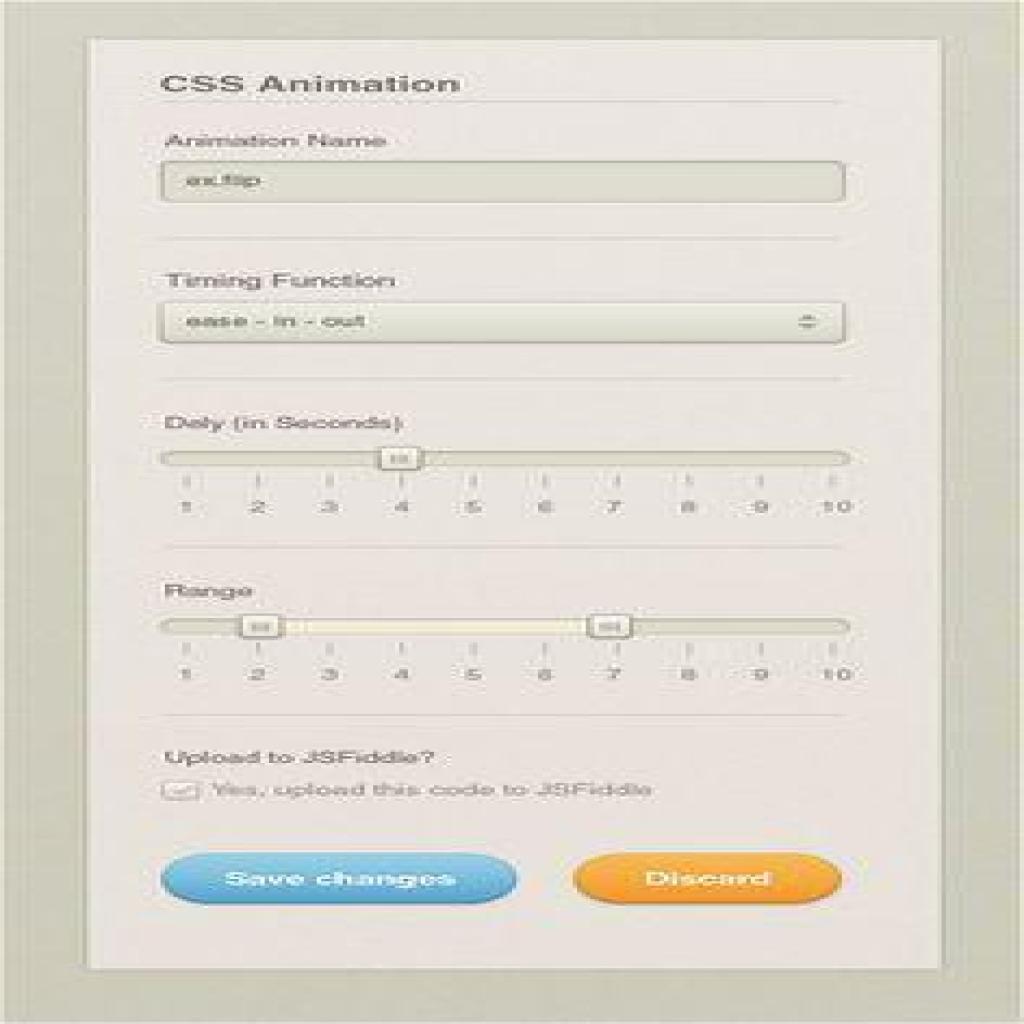 CSS Animation
Animation Name
ex.flip
Timing Function
ease - in - out
Dely (in Seconds)
1 2 3 4 5 6 7 8 9 10
Range
1 2 3 4 5 6 7 8 9 10
Upload to JSFiddle?
Yes, upload this code to JSFiddle
Save changes Discard